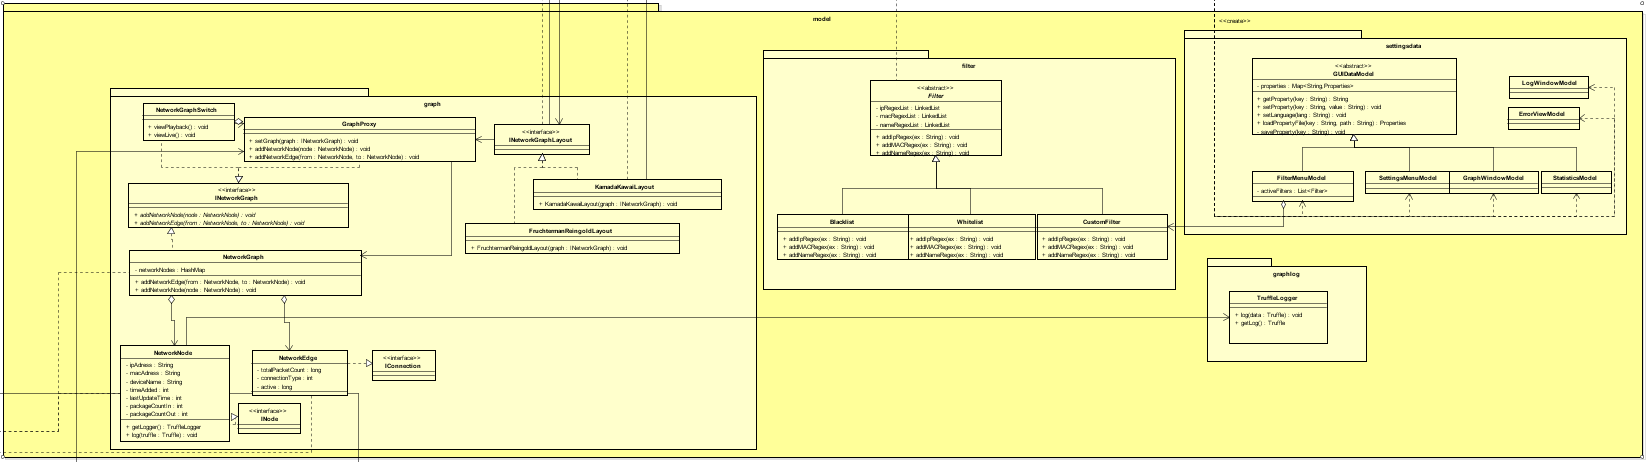 model
<<create>>
graph
NetworkGraphSwitch
+ viewPlayback() : void
+ viewLive() : void
GraphProxy
+ setGraph(graph : INetworkGraph) : void
+ addNetworkNode(node : NetworkNode) : void
+ addNetworkEdge(from : NetworkNode, to : NetworkNode) : void
<<interface>>
INetworkGraphLayout
<<interface>>
INetworkGraph
+ addNetworkNode(node : NetworkNode) : void
+ addNetworkEdge(from : NetworkNode, to : NetworkNode) : void
KamadaKawaiLayout
+ KamadaKawaiLayout(graph : INetworkGraph) : void
FruchtermanReingoldLayout
+ FruchtermanReingoldLayout(graph : INetworkGraph) : void
NetworkGraph
- networkNodes : HashMap
+ addNetworkEdge(from : NetworkNode, to : NetworkNode) : void
+ addNetworkNode(node : NetworkNode) : void
NetworkNode
- ipAdress : String
- macAdress : String
- deviceName : String
- timeAdded : int
- lastUpdateTime : int
- packageCountIn : int
- packageCountOut : int
+ getLogger() : TruffleLogger
+ log(truffle : Truffle) : void
NetworkEdge
- totalPacketCount : long
- connectionType : int
- active : long
<<interface>>
IConnection
<<interface>>
INode
filter
<<abstract>>
Filter
- ipRegexList : LinkedList
- macRegexList : LinkedList
- nameRegexList : LinkedList
+ addIpRegex(ex : String) : void
+ addMACRegex(ex : String) : void
+ addNameRegex(ex : String) : void
Blacklist
+ addIpRegex(ex : String) : void
+ addMACRegex(ex : String) : void
+ addNameRegex(ex : String) : void
Whitelist
+ addIpRegex(ex : String) : void
+ addMACRegex(ex : String) : void
+ addNameRegex(ex : String) : void
CustomFilter
+ addIpRegex(ex : String) : void
+ addMACRegex(ex : String) : void
+ addNameRegex(ex : String) : void
settingsdata
<<abstract>>
GUIDataModel
- properties : Map<String,Properties>
+ getProperty(key : String) : String
+ setProperty(key : String, value : String) : void
+ setLanguage(lang : String) : void
+ loadPropertyFile(key : String, path : String) : Properties
- saveProperty(key : String) : void
LogWindowModel
ErrorViewModel
FilterMenuModel
- activeFilters : List<Filter>
SettingsMenuModel
GraphWindowModel
StatisticsModel
graphlog
TruffleLogger
+ log(data : Truffle) : void
+ getLog() : Truffle